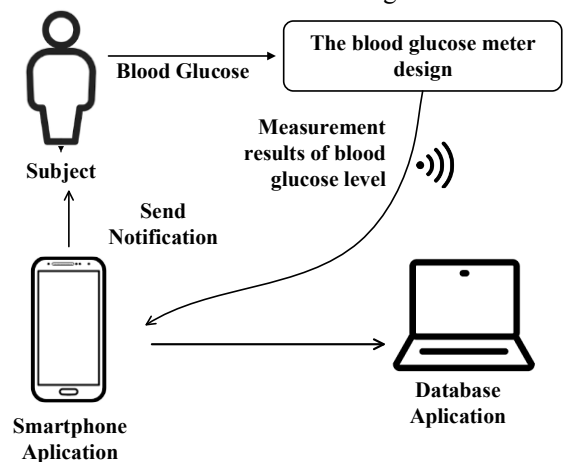 The blood glucose meter
design
Blood Glucose
Measurement
results of blood
glucose level
Subject
Send
Notification
Smartphone
Aplication
Database
Aplication